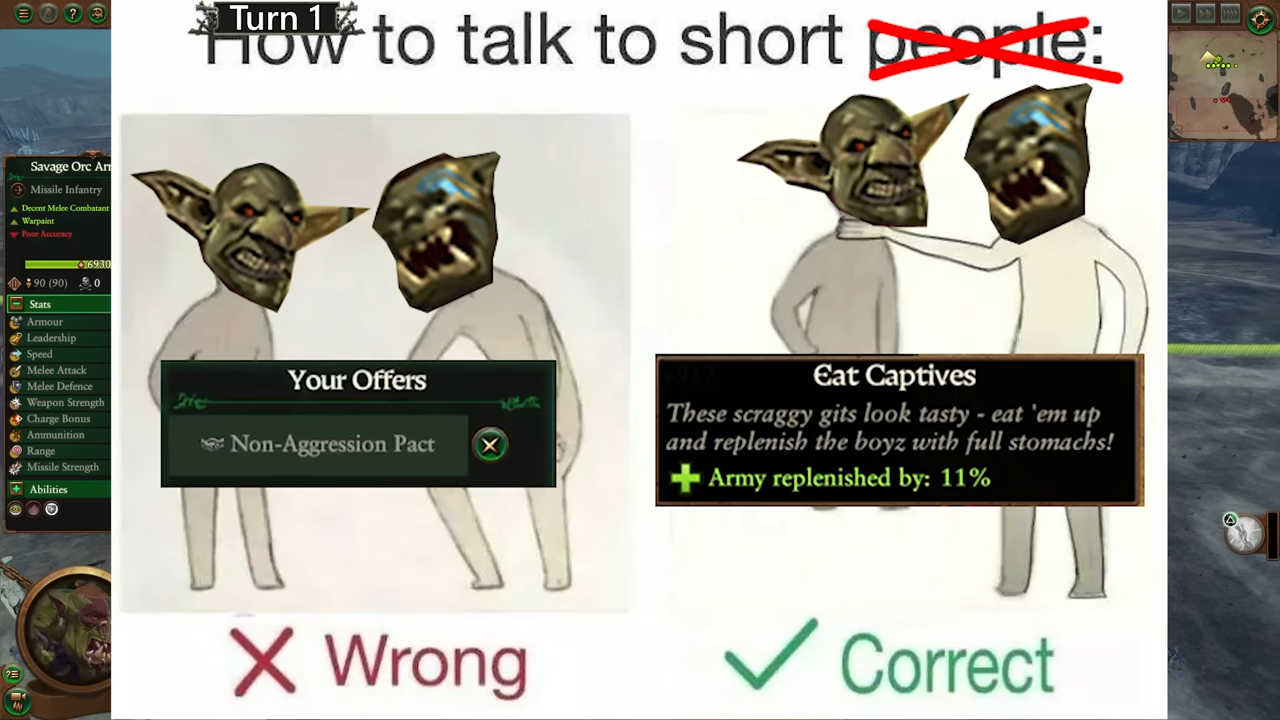 Turn 1
How to talk to short people:
Savage Orc Arr
Missile Infantry
Decent Melee Combatant
Warpaint
Poor Accuracy
6930
90 (90) 0
Stats
Armour
Leadership
Speed
Melee Attack
Melee Defence
Weapon Strength
Charge Bonus
Ammunition
Range
Missile Strength
Abilities
Your Offers
Non-Aggression Pact
Eat Captives
These scraggy gits look tasty - eat 'em up
and replenish the boyz with full stomachs!
Army replenished by: 11%
Wrong
Correct